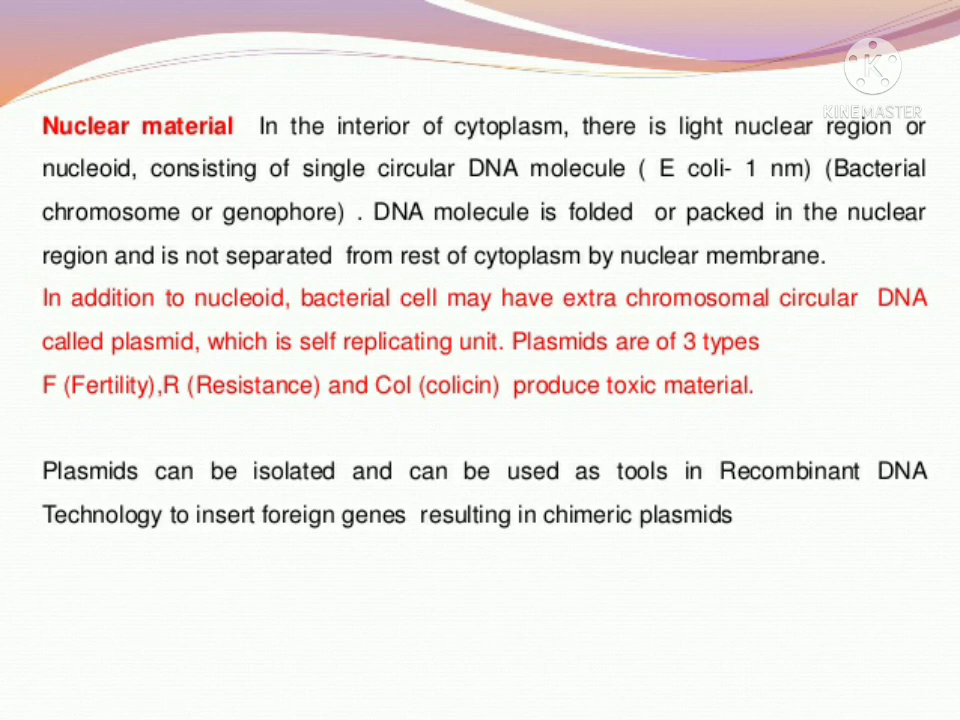 K
KINEMASTER
Nuclear material In the interior of cytoplasm, there is light nuclear region or
nucleoid, consisting of single circular DNA molecule ( E coli- 1 nm) (Bacterial
chromosome or genophore) . DNA molecule is folded or packed in the nuclear
region and is not separated from rest of cytoplasm by nuclear membrane.
In addition to nucleoid, bacterial cell may have extra chromosomal circular DNA
called plasmid, which is self replicating unit. Plasmids are of 3 types
F (Fertility),R (Resistance) and Col (colicin) produce toxic material.
Plasmids can be isolated and can be used as tools in Recombinant DNA
Technology to insert foreign genes resulting in chimeric plasmids